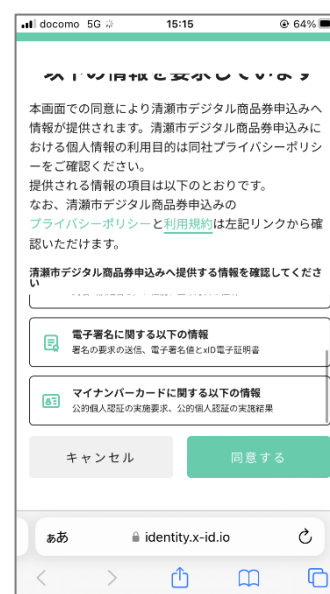 docomo 5G 15:15 64%
以下の情報を要求しています
本画面での同意により清瀬市デジタル商品券申込みへ
情報が提供されます。清瀬市デジタル商品券申込みに
おける個人情報の利用目的は同社プライバシーポリシ
ーをご確認ください。
提供される情報の項目は以下のとおりです。
なお、清瀬市デジタル商品券申込みの
プライバシーポリシーと利用規約は左記リンクから確
認いただけます。
清瀬市デジタル商品券申込みへ提供する情報を確認してくださ
い
電子署名に関する以下の情報
署名の要求の送信、電子署名値とxID電子証明書
マイナンバーカードに関する以下の情報
公的個人認証の実施要求、公的個人認証の実施結果
キャンセル 同意する
ぁあ identity.x-id.io